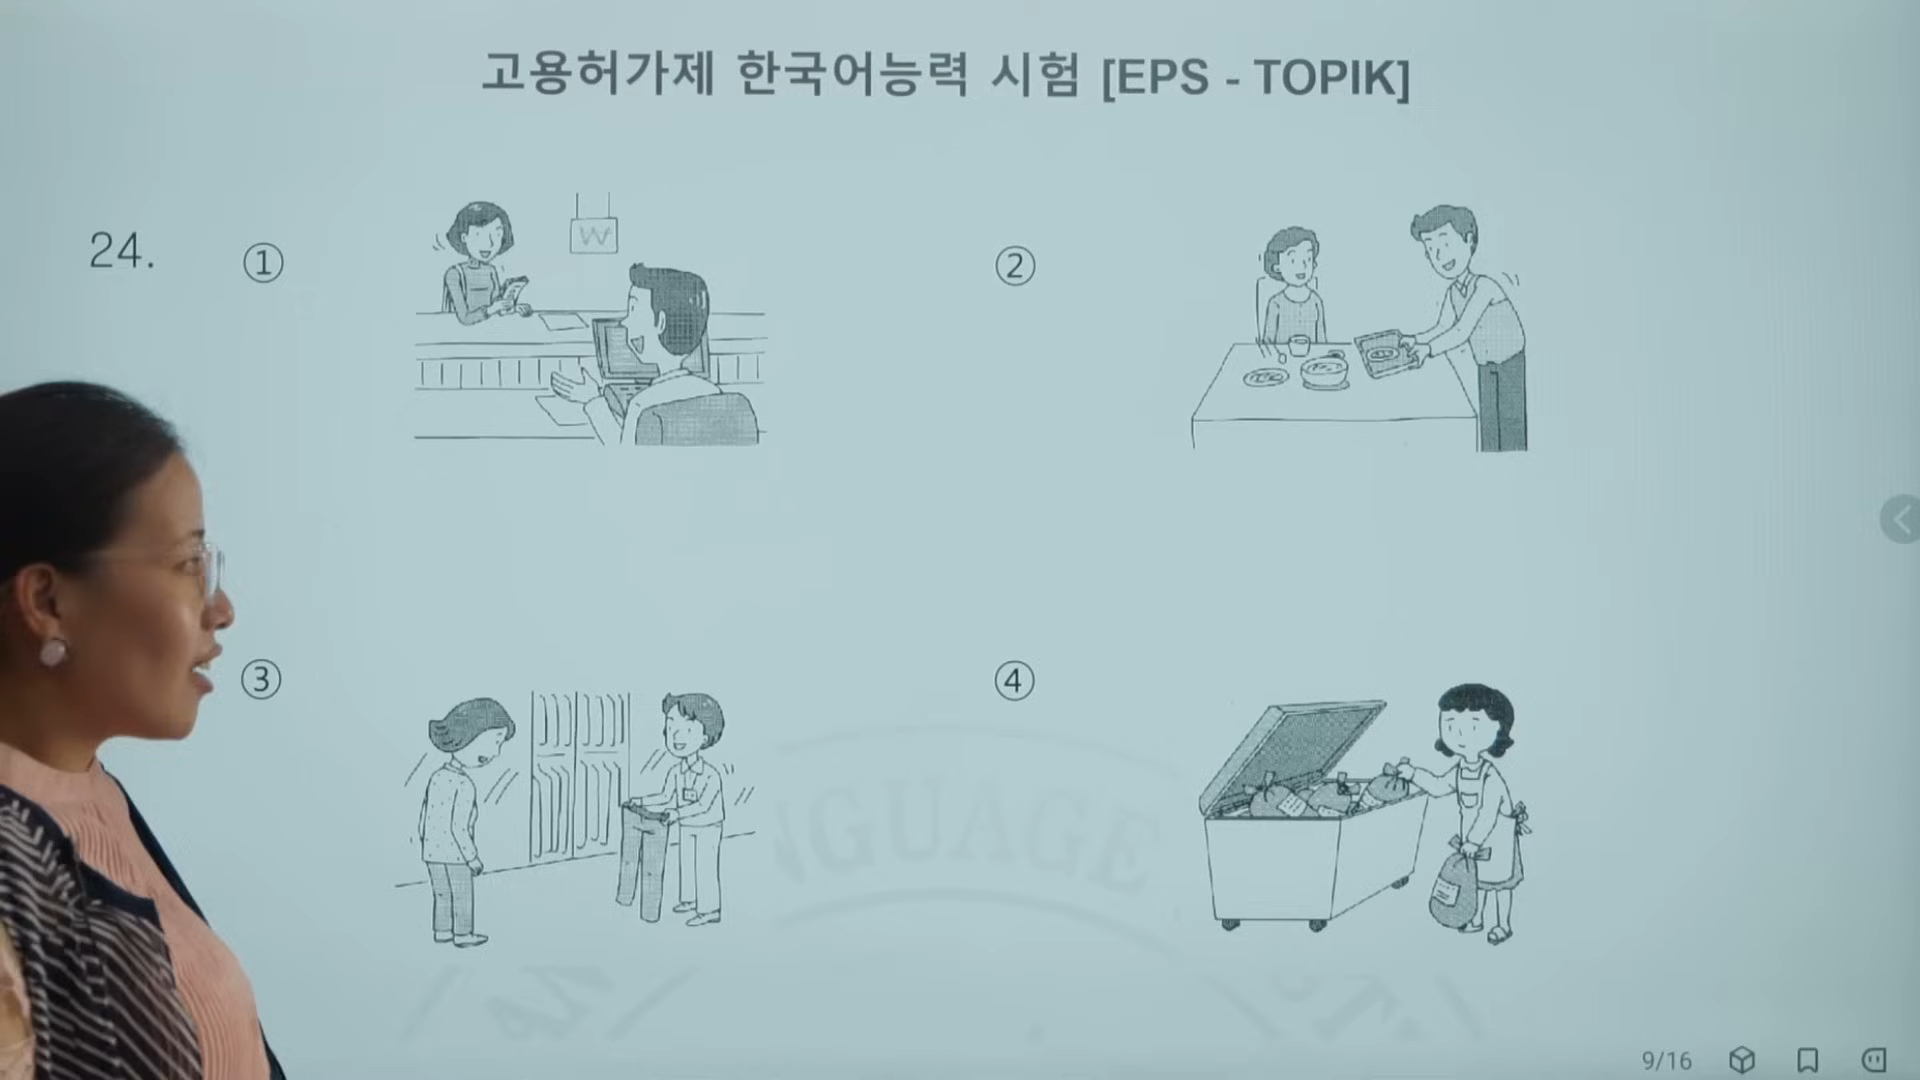 고용허가제 한국어능력 시험 [EPS - TOPIK]
24.
①
W
②
③
④
NGUAGE
9/16